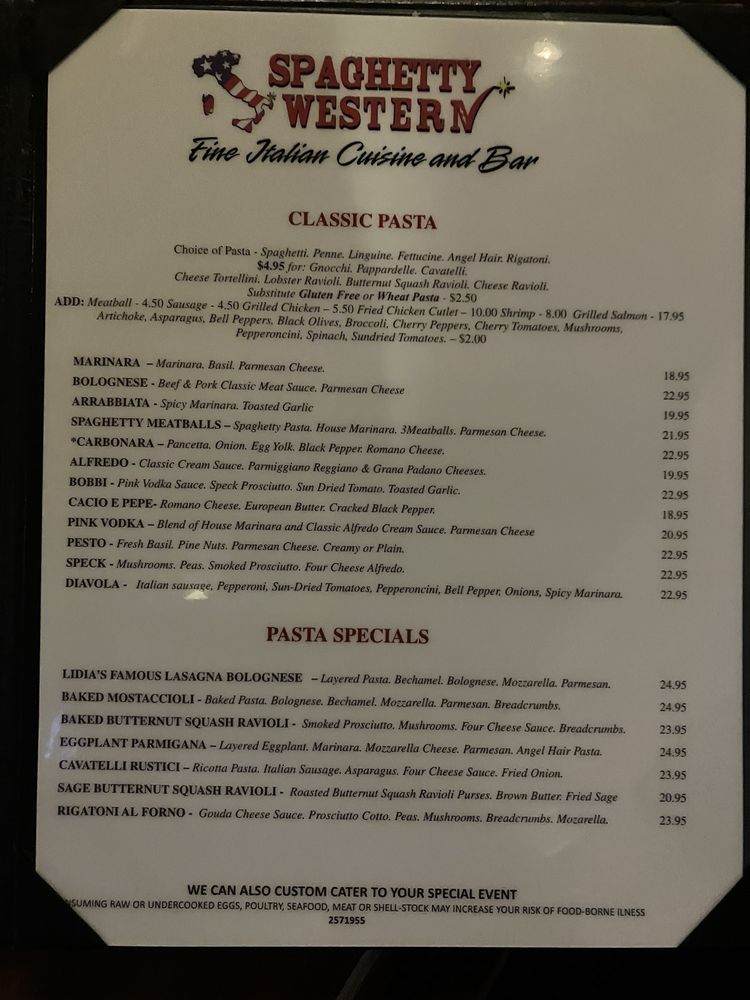 SPAGHETTY
WESTERN
Fine Italian Cuisine and Bar
CLASSIC PASTA
Choice of Pasta - Spaghetti. Penne. Linguine. Fettucine. Angel Hair. Rigatoni.
$4.95 for: Gnocchi. Pappardelle. Cavatelli.
Cheese Tortellini. Lobster Ravioli. Butternut Squash Ravioli. Cheese Ravioli.
Substitute Gluten Free or Wheat Pasta - $2.50
ADD: Meatball - 4.50 Sausage - 4.50 Grilled Chicken – 5.50 Fried Chicken Cutlet – 10.00 Shrimp - 8.00 Grilled Salmon - 17.95
Artichoke, Asparagus, Bell Peppers, Black Olives, Broccoli, Cherry Peppers, Cherry Tomatoes, Mushrooms,
Pepperoncini, Spinach, Sundried Tomatoes. – $2.00
MARINARA – Marinara. Basil. Parmesan Cheese. 18.95
BOLOGNESE - Beef & Pork Classic Meat Sauce. Parmesan Cheese 22.95
ARRABBIATA - Spicy Marinara. Toasted Garlic 19.95
SPAGHETTY MEATBALLS – Spaghetty Pasta. House Marinara. 3Meatballs. Parmesan Cheese. 21.95
*CARBONARA – Pancetta. Onion. Egg Yolk. Black Pepper. Romano Cheese. 22.95
ALFREDO - Classic Cream Sauce. Parmiggiano Reggiano & Grana Padano Cheeses. 19.95
BOBBI - Pink Vodka Sauce. Speck Prosciutto. Sun Dried Tomato. Toasted Garlic. 22.95
CACIO E PEPE- Romano Cheese. European Butter. Cracked Black Pepper. 18.95
PINK VODKA – Blend of House Marinara and Classic Alfredo Cream Sauce. Parmesan Cheese 20.95
PESTO - Fresh Basil. Pine Nuts. Parmesan Cheese. Creamy or Plain. 22.95
SPECK - Mushrooms. Peas. Smoked Prosciutto. Four Cheese Alfredo. 22.95
DIAVOLA - Italian sausage, Pepperoni, Sun-Dried Tomatoes, Pepperoncini, Bell Pepper, Onions, Spicy Marinara. 22.95
PASTA SPECIALS
LIDIA'S FAMOUS LASAGNA BOLOGNESE – Layered Pasta. Bechamel. Bolognese. Mozzarella. Parmesan. 24.95
BAKED MOSTACCIOLI - Baked Pasta. Bolognese. Bechamel. Mozzarella. Parmesan. Breadcrumbs. 24.95
BAKED BUTTERNUT SQUASH RAVIOLI - Smoked Prosciutto. Mushrooms. Four Cheese Sauce. Breadcrumbs. 23.95
EGGPLANT PARMIGANA – Layered Eggplant. Marinara. Mozzarella Cheese. Parmesan. Angel Hair Pasta. 24.95
CAVATELLI RUSTICI – Ricotta Pasta. Italian Sausage. Asparagus. Four Cheese Sauce. Fried Onion. 23.95
SAGE BUTTERNUT SQUASH RAVIOLI - Roasted Butternut Squash Ravioli Purses. Brown Butter. Fried Sage 20.95
RIGATONI AL FORNO - Gouda Cheese Sauce. Prosciutto Cotto. Peas. Mushrooms. Breadcrumbs. Mozarella. 23.95
WE CAN ALSO CUSTOM CATER TO YOUR SPECIAL EVENT
RAW OR UNDERCOOKED EGGS, POULTRY, SEAFOOD, MEAT OR SHELL-STOCK MAY INCREASE YOUR RISK OF FOOD-BORNE ILNESS
2571955